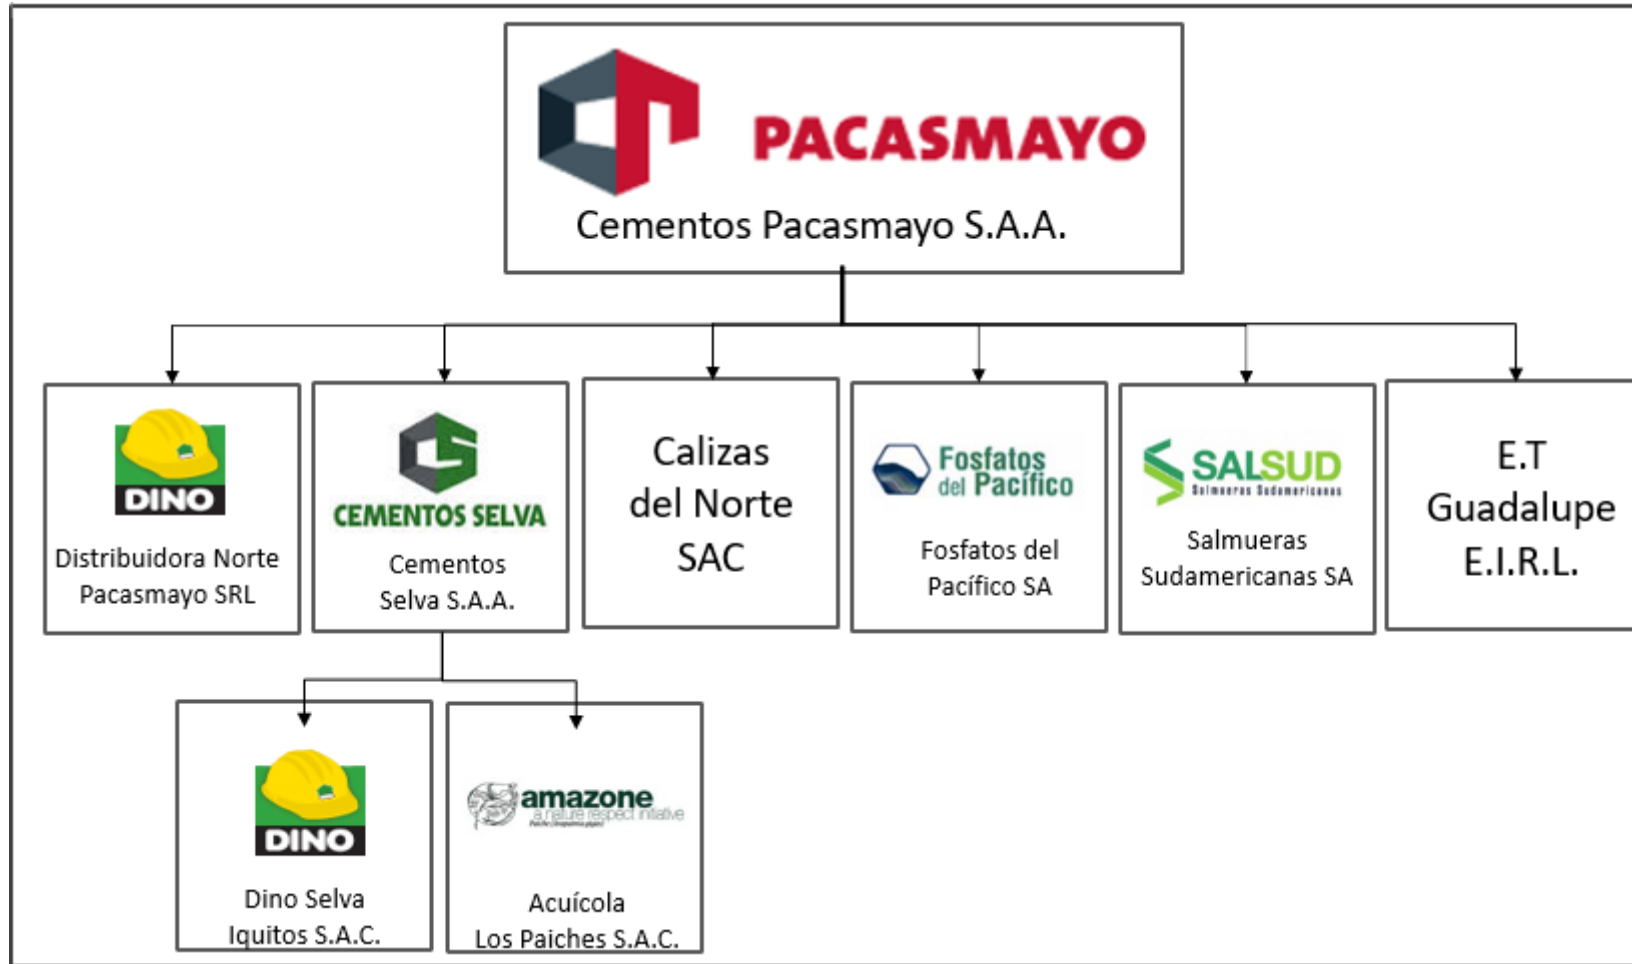 PACASMAYO
Cementos Pacasmayo S.A.A.
DINO
Distribuidora Norte
Pacasmayo SRL
CEMENTOS SELVA
Cementos
Selva S.A.A.
Calizas
del Norte
SAC
Fosfatos
del Pacífico
Fosfatos del
Pacífico SA
SALSUD
Salmueras Sudamericanas
Salmueras
Sudamericanas SA
E.T
Guadalupe
E.I.R.L.
DINO
Dino Selva
Iquitos S.A.C.
amazone
a nature respect initiative
Acuícola
Los Paiches S.A.C.